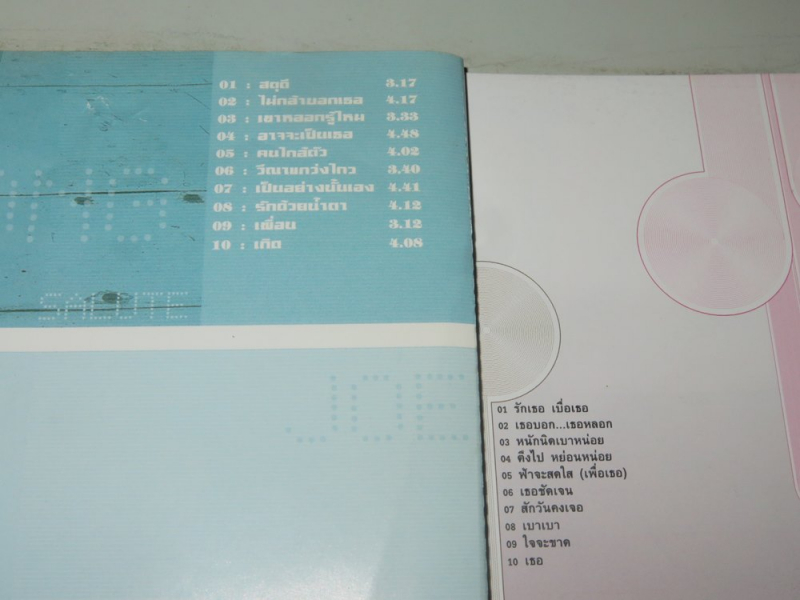 01 : สดุดี 3.17
02 : ไม่กล้าบอกเธอ 4.17
03 : เขาหลอกรู้ไหม 3.33
04 : อาจจะเป็นเธอ 4.48
05 : คนใกล้ตัว 4.02
06 : วีณาแกว่งไกว 3.40
07 : เป็นอย่างนั้นเอง 4.41
08 : รักด้วยน้ำตา 4.12
09 : เพื่อน 3.12
10 : เกิด 4.08
SALUTE
JOE
01 รักเธอ เบื่อเธอ
02 เธอบอก...เธอหลอก
03 หนักนิดเบาหน่อย
04 ตึงไป หย่อนหน่อย
05 ฟ้าจะสดใส (เพื่อเธอ)
06 เธอชัดเจน
07 สักวันคงเจอ
08 เบาเบา
09 ใจจะขาด
10 เธอ